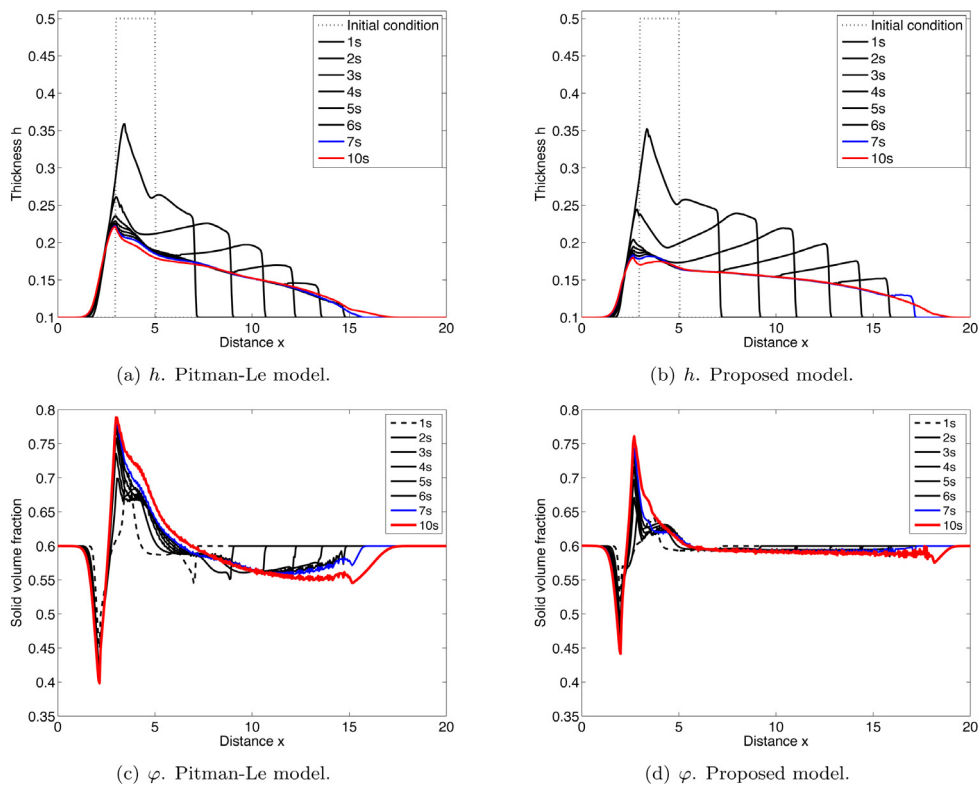 0.5
0.45
0.4
0.35
0.3
0.25
0.2
0.15
0.1
Thickness h
Initial condition
1s
2s
3s
4s
5s
6s
7s
10s
0 5 10 15 20
Distance x
(a) h. Pitman-Le model.
0.5
0.45
0.4
0.35
0.3
0.25
0.2
0.15
0.1
Thickness h
Initial condition
1s
2s
3s
4s
5s
6s
7s
10s
0 5 10 15 20
Distance x
(b) h. Proposed model.
0.8
0.75
0.7
0.65
0.6
0.55
0.5
0.45
0.4
0.35
Solid volume fraction
1s
2s
3s
4s
5s
6s
7s
10s
0 5 10 15 20
Distance x
(c) φ. Pitman-Le model.
0.8
0.75
0.7
0.65
0.6
0.55
0.5
0.45
0.4
0.35
Solid volume fraction
1s
2s
3s
4s
5s
6s
7s
10s
0 5 10 15 20
Distance x
(d) φ. Proposed model.